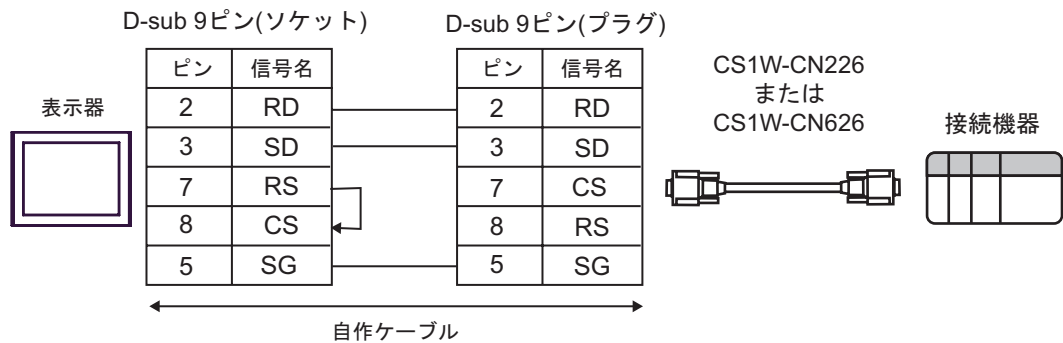 D-sub 9ピン(ソケット)
D-sub 9ピン(プラグ)
表示器
ピン 信号名
2 RD
3 SD
7 RS
8 CS
5 SG
ピン 信号名
2 RD
3 SD
7 CS
8 RS
5 SG
CS1W-CN226
または
CS1W-CN626
接続機器
自作ケーブル